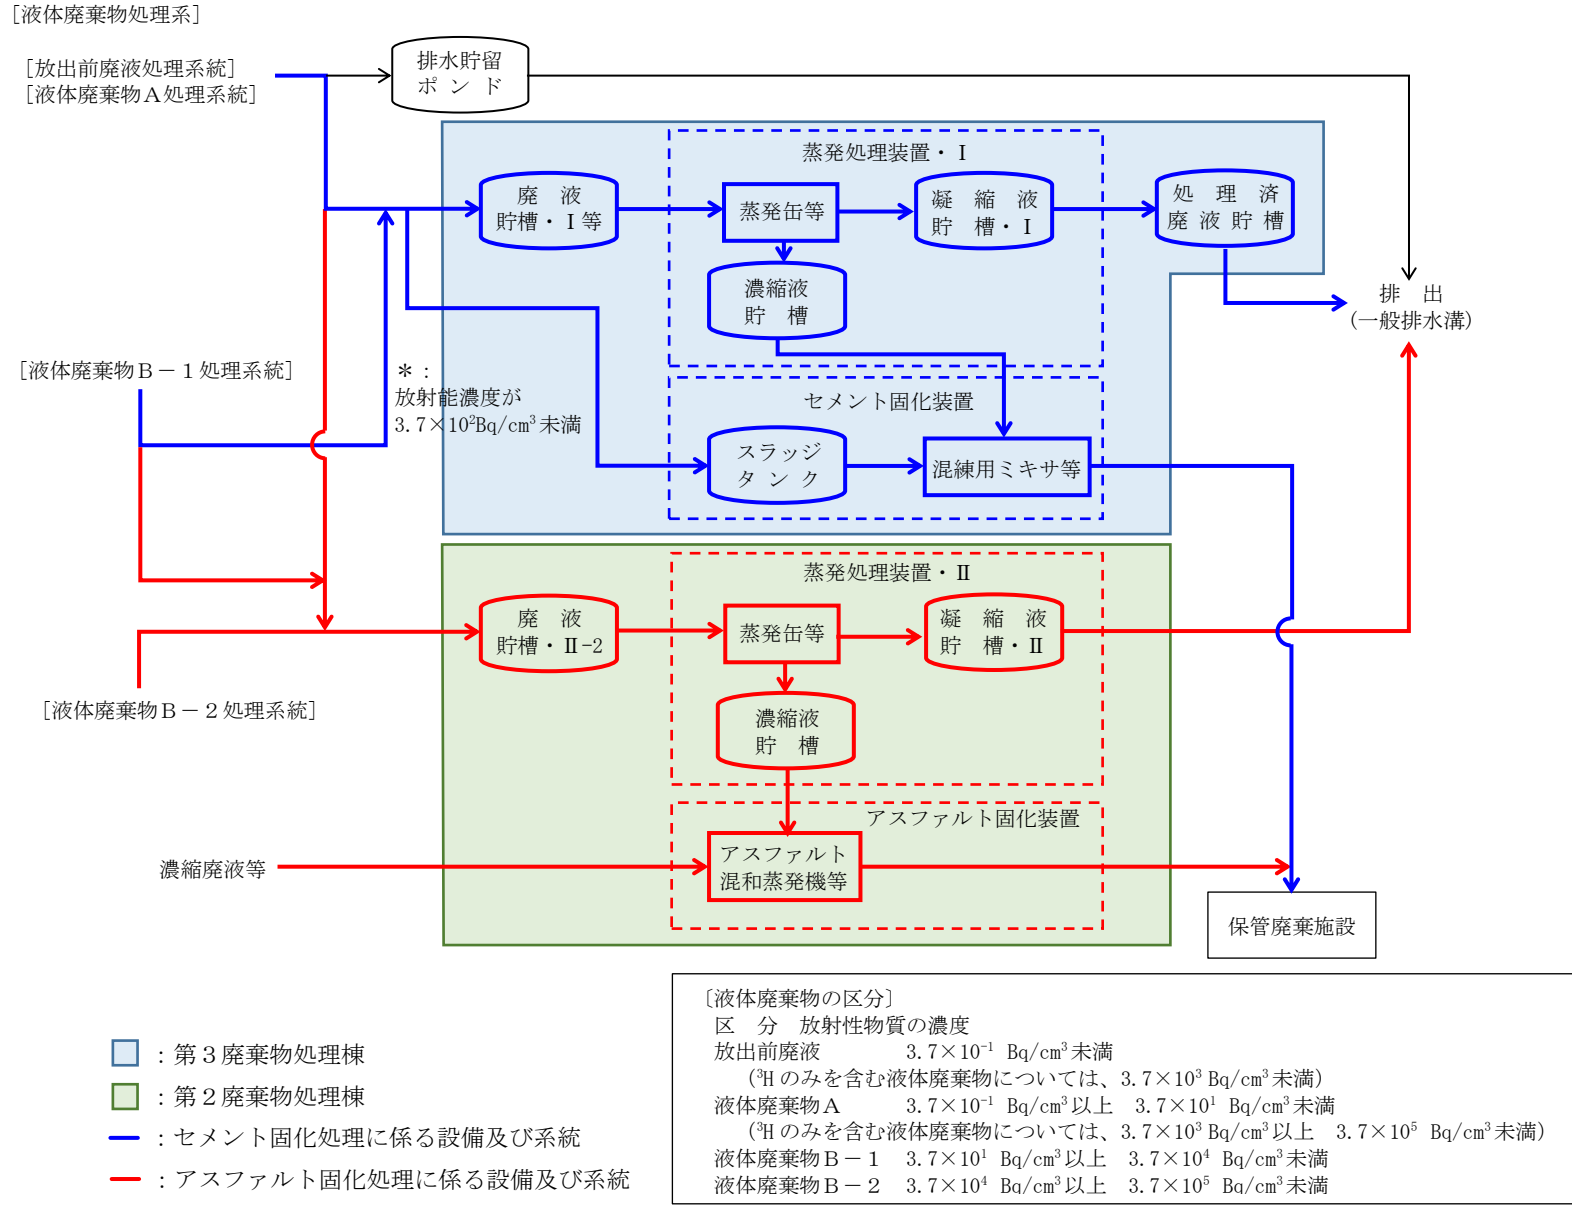 ［液体廃棄物処理系］
［放出前廃液処理系統］
［液体廃棄物Ａ処理系統］
排水貯留
ポ ン ド
蒸発処理装置・Ⅰ
廃　液
貯槽・Ⅰ等
蒸発缶等
凝 縮 液
貯 槽・Ⅰ
処 理 済
廃 液 貯 槽
濃縮液
貯　槽
排　出
（一般排水溝）
［液体廃棄物Ｂ－１処理系統］
＊：
放射能濃度が
3.7×10²Bq/cm³未満
セメント固化装置
スラッジ
タ ン ク
混練用ミキサ等
蒸発処理装置・Ⅱ
廃　液
貯槽・Ⅱ-2
蒸発缶等
凝 縮 液
貯 槽・Ⅱ
［液体廃棄物Ｂ－２処理系統］
濃縮液
貯　槽
アスファルト固化装置
濃縮廃液等
アスファルト
混和蒸発機等
保管廃棄施設
〔液体廃棄物の区分〕
区　分　放射性物質の濃度
放出前廃液　3.7×10⁻¹ Bq/cm³未満
（³Hのみを含む液体廃棄物については、3.7×10³ Bq/cm³未満）
液体廃棄物Ａ　3.7×10⁻¹ Bq/cm³以上　3.7×10¹ Bq/cm³未満
（³Hのみを含む液体廃棄物については、3.7×10³ Bq/cm³以上　3.7×10⁵ Bq/cm³未満）
液体廃棄物Ｂ－１　3.7×10¹ Bq/cm³以上　3.7×10⁴ Bq/cm³未満
液体廃棄物Ｂ－２　3.7×10⁴ Bq/cm³以上　3.7×10⁵ Bq/cm³未満
：第３廃棄物処理棟
：第２廃棄物処理棟
：セメント固化処理に係る設備及び系統
：アスファルト固化処理に係る設備及び系統